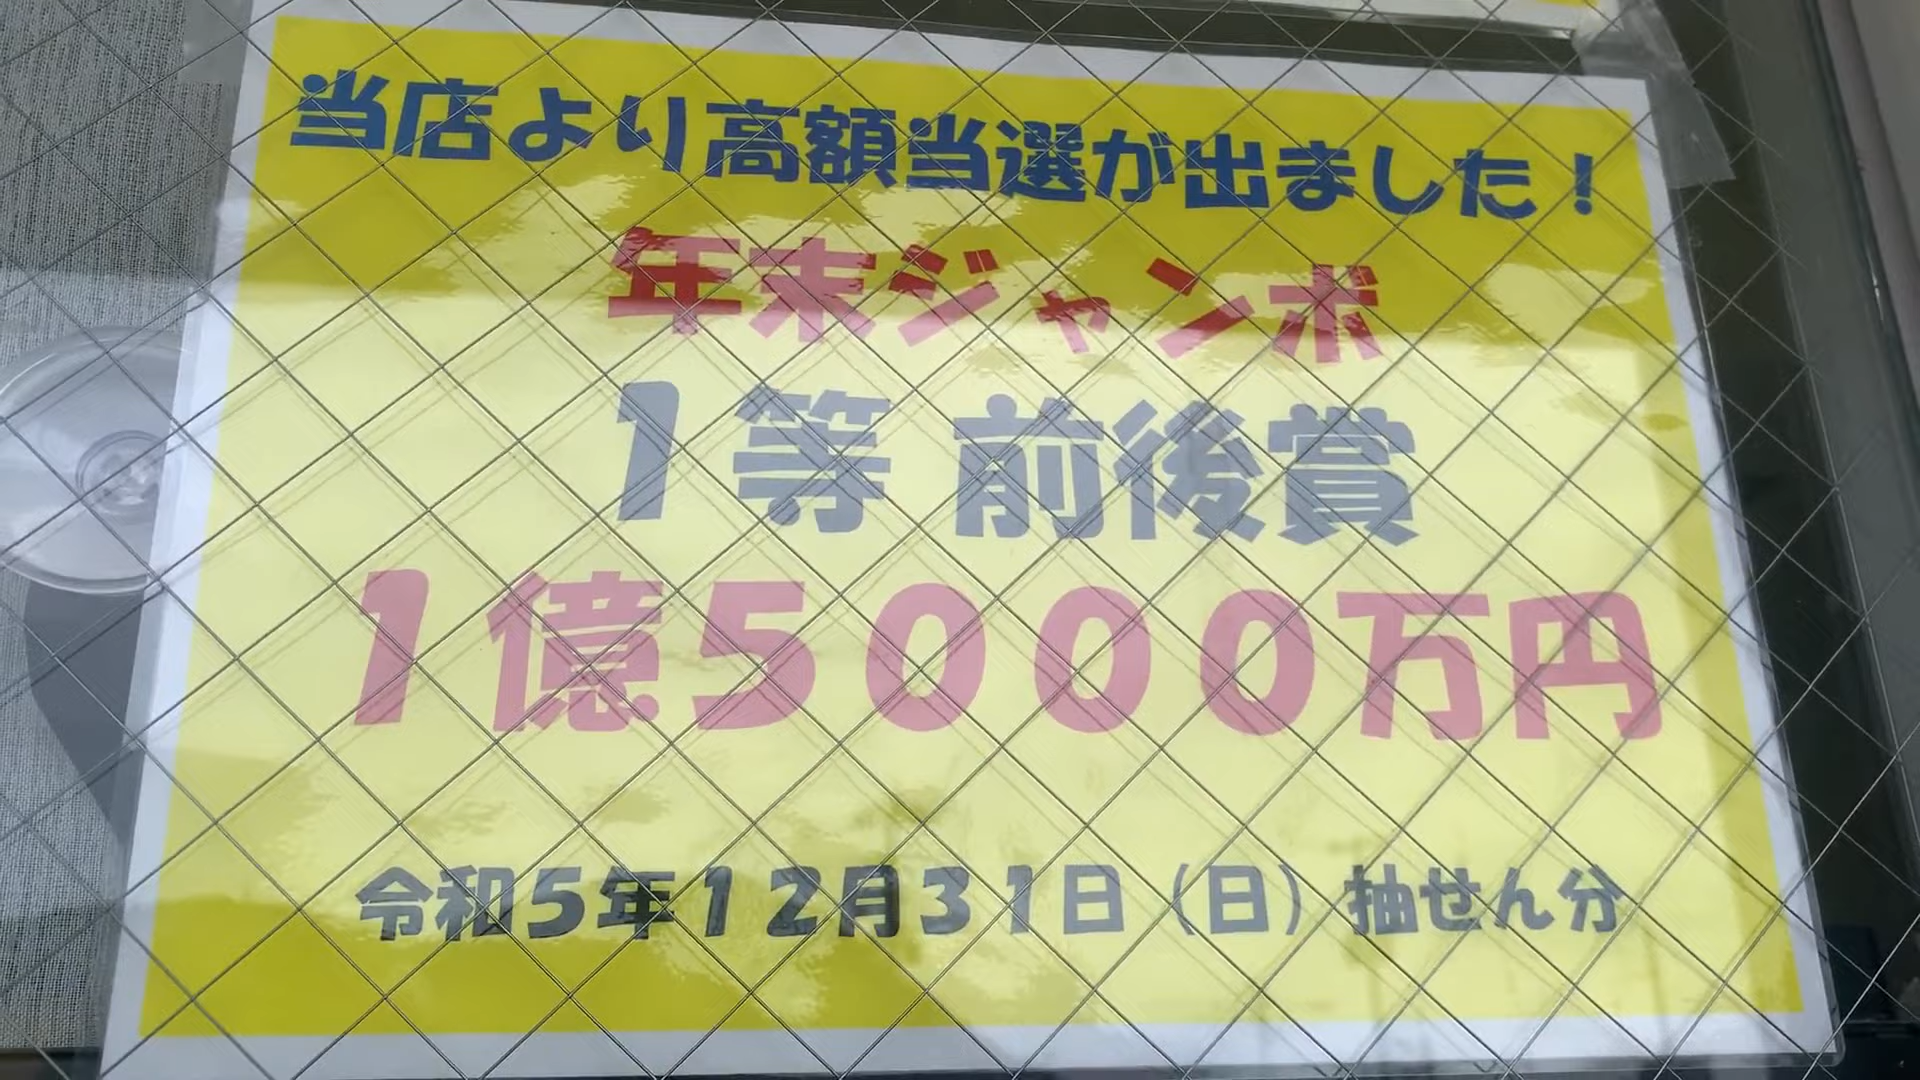 当店より高額当選が出ました！
年末ジャンボ
１等 前後賞
１億５０００万円
令和５年１２月３１日（日）抽せん分